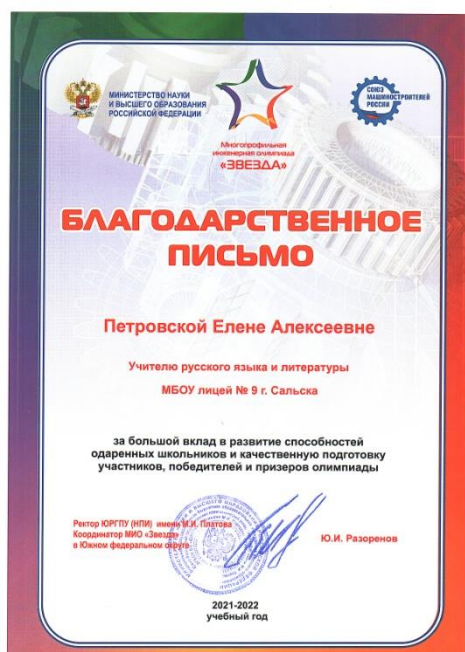 МИНИСТЕРСТВО НАУКИ
И ВЫСШЕГО ОБРАЗОВАНИЯ
РОССИЙСКОЙ ФЕДЕРАЦИИ
СОЮЗ
МАШИНОСТРОИТЕЛЕЙ
РОССИИ
Многопрофильная
инженерная олимпиада
«ЗВЕЗДА»
БЛАГОДАРСТВЕННОЕ
ПИСЬМО
Петровской Елене Алексеевне
Учителю русского языка и литературы
МБОУ лицей № 9 г. Сальска
за большой вклад в развитие способностей
одаренных школьников и качественную подготовку
участников, победителей и призеров олимпиады
Ректор ЮРГПУ (НПИ) имени М.И. Платова
Координатор МИО «Звезда»
в Южном федеральном округе
Ю.И. Разоренов
2021-2022
учебный год